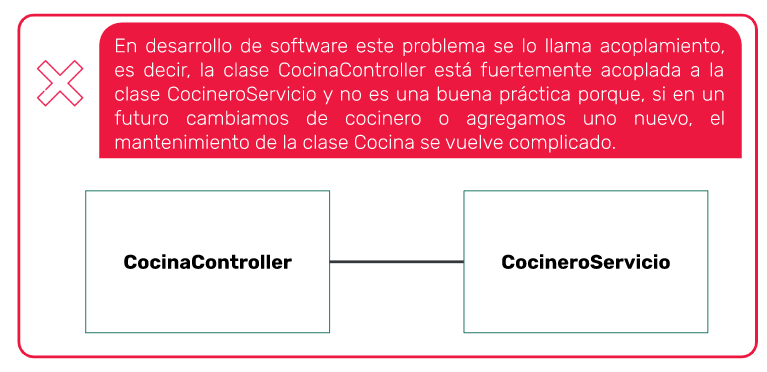 En desarrollo de software este problema se lo llama acoplamiento,
es decir, la clase CocinaController está fuertemente acoplada a la
clase CocineroServicio y no es una buena práctica porque, si en un
futuro cambiamos de cocinero o agregamos uno nuevo, el
mantenimiento de la clase Cocina se vuelve complicado.
CocinaController
CocineroServicio